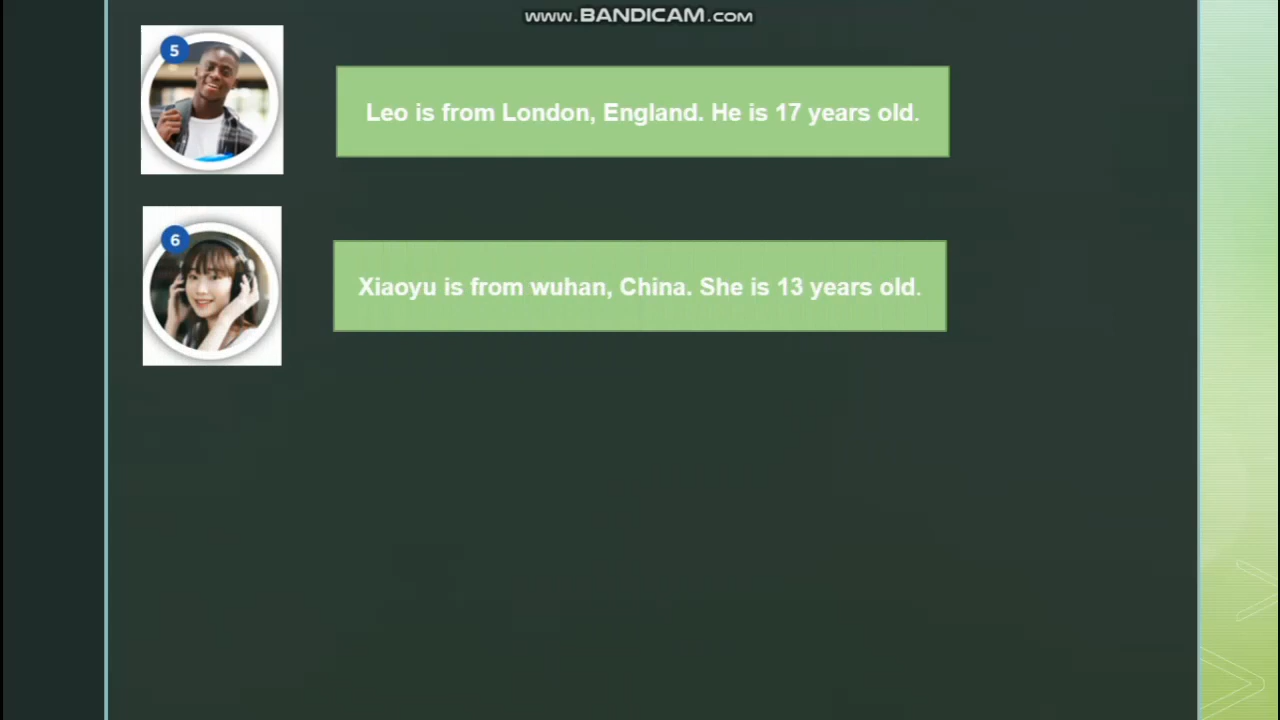 www.BANDICAM.com
5
Leo is from London, England. He is 17 years old.
6
Xiaoyu is from wuhan, China. She is 13 years old.